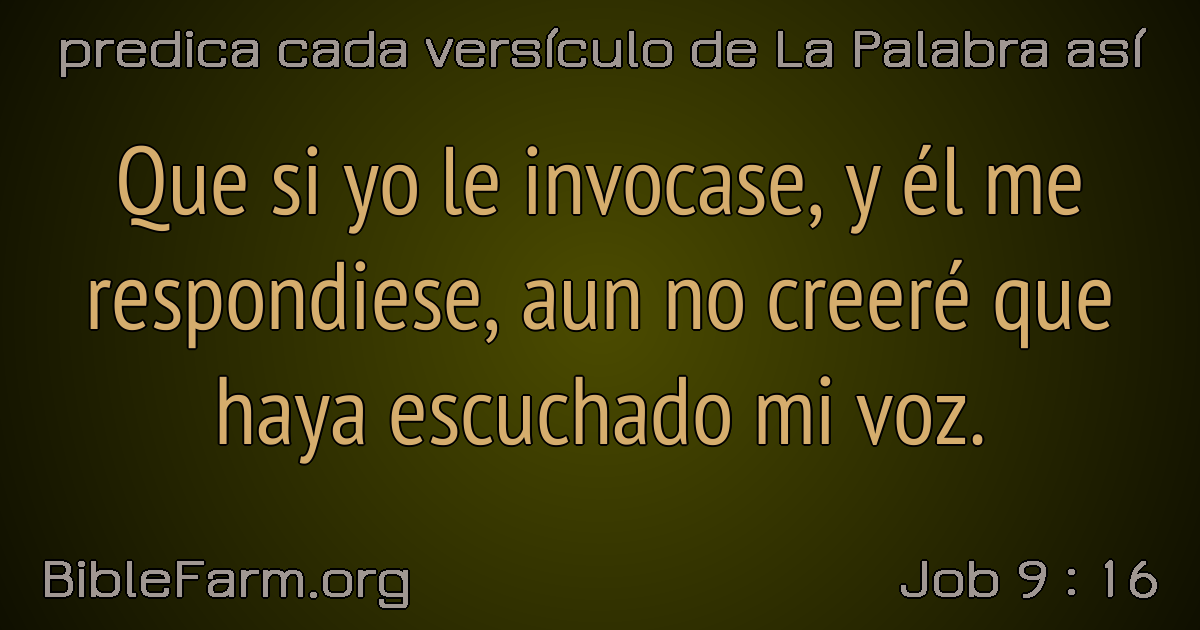 predica cada versículo de La Palabra así
Que si yo le invocase, y él me
respondiese, aun no creeré que
haya escuchado mi voz.
BibleFarm.org
Job 9 : 16